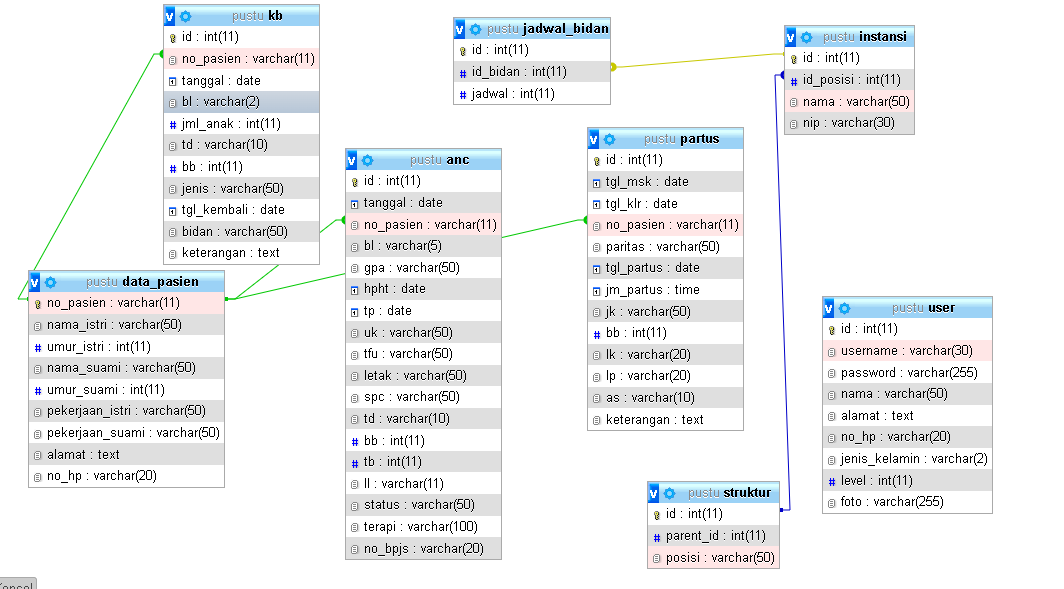 pustu kb
id : int(11)
no_pasien : varchar(11)
tanggal : date
bl : varchar(2)
jml_anak : int(11)
td : varchar(10)
bb : int(11)
jenis : varchar(50)
tgl_kembali : date
bidan : varchar(50)
keterangan : text
pustu jadwal_bidan
id : int(11)
id_bidan : int(11)
jadwal : int(11)
pustu instansi
id : int(11)
id_posisi : int(11)
nama : varchar(50)
nip : varchar(30)
pustu anc
id : int(11)
tanggal : date
no_pasien : varchar(11)
bl : varchar(5)
gpa : varchar(50)
hpht : date
tp : date
uk : varchar(50)
tfu : varchar(50)
letak : varchar(50)
spc : varchar(50)
td : varchar(10)
bb : int(11)
tb : int(11)
ll : varchar(11)
status : varchar(50)
terapi : varchar(100)
no_bpjs : varchar(20)
pustu partus
id : int(11)
tgl_msk : date
tgl_klr : date
no_pasien : varchar(11)
paritas : varchar(50)
tgl_partus : date
jm_partus : time
jk : varchar(50)
bb : int(11)
lk : varchar(20)
lp : varchar(20)
as : varchar(10)
keterangan : text
pustu data_pasien
no_pasien : varchar(11)
nama_istri : varchar(50)
umur_istri : int(11)
nama_suami : varchar(50)
umur_suami : int(11)
pekerjaan_istri : varchar(50)
pekerjaan_suami : varchar(50)
alamat : text
no_hp : varchar(20)
pustu user
id : int(11)
username : varchar(30)
password : varchar(255)
nama : varchar(50)
alamat : text
no_hp : varchar(20)
jenis_kelamin : varchar(2)
level : int(11)
foto : varchar(255)
pustu struktur
id : int(11)
parent_id : int(11)
posisi : varchar(50)